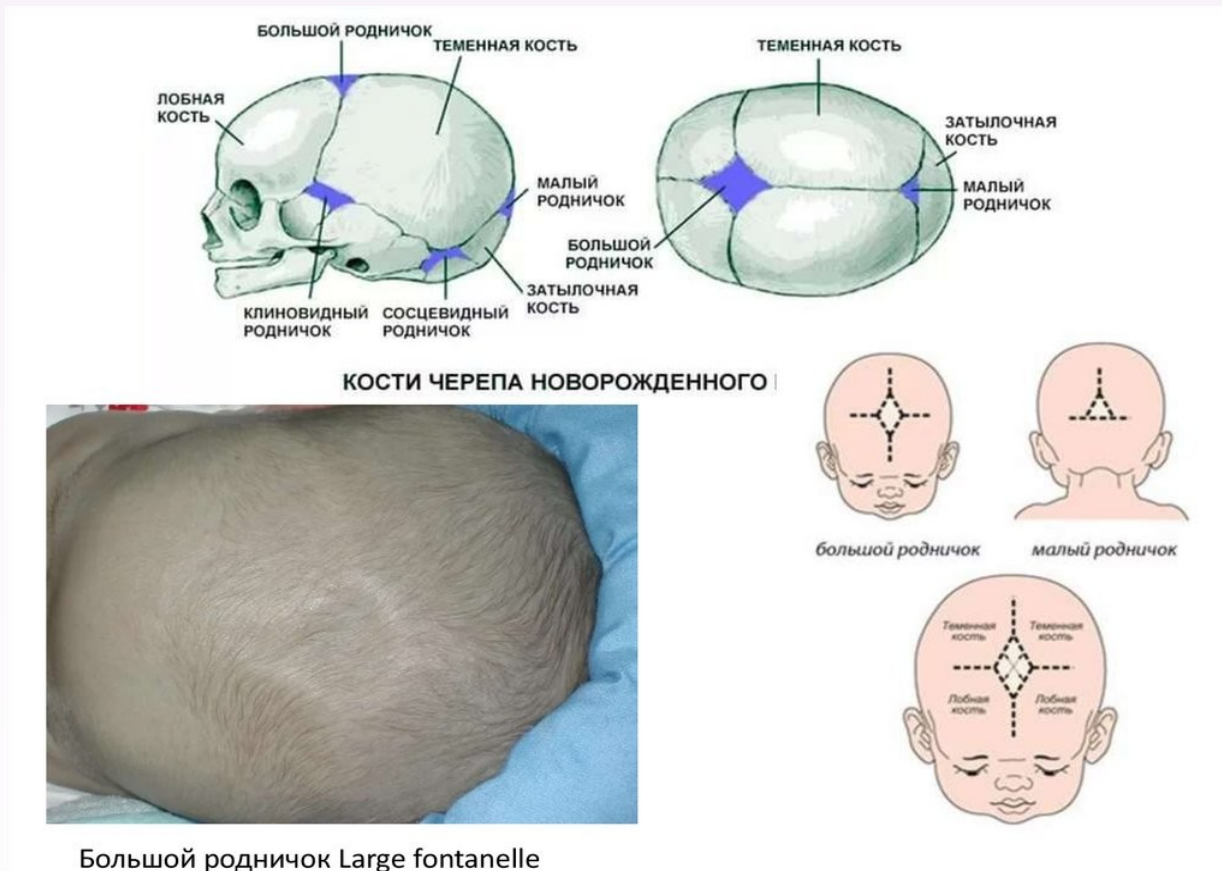 БОЛЬШОЙ РОДНИЧОК
ТЕМЕННАЯ КОСТЬ
ЛОБНАЯ
КОСТЬ
МАЛЫЙ
РОДНИЧОК
ЗАТЫЛОЧНАЯ
КОСТЬ
КЛИНОВИДНЫЙ
РОДНИЧОК
СОСЦЕВИДНЫЙ
РОДНИЧОК
ТЕМЕННАЯ КОСТЬ
ЗАТЫЛОЧНАЯ
КОСТЬ
МАЛЫЙ
РОДНИЧОК
БОЛЬШОЙ
РОДНИЧОК
КОСТИ ЧЕРЕПА НОВОРОЖДЕННОГО
большой родничок
малый родничок
Теменная
кость
Теменная
кость
Лобная
кость
Лобная
кость
Большой родничок Large fontanelle